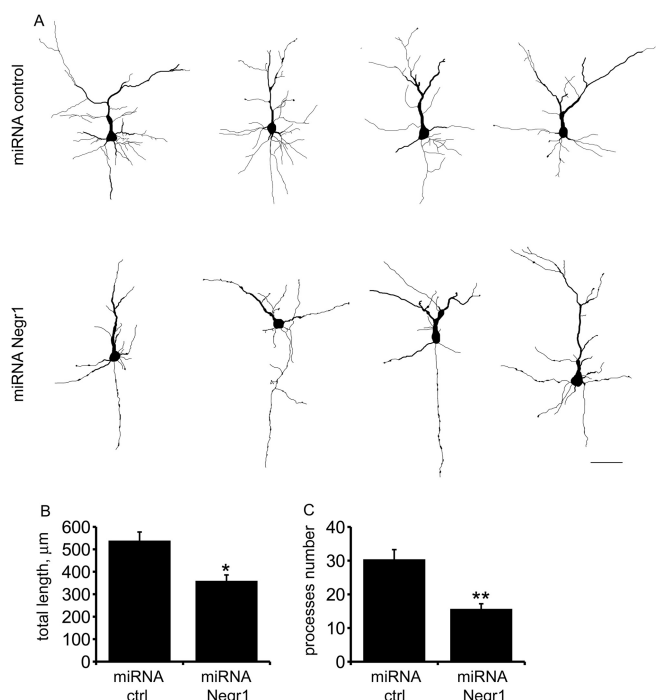 A
miRNA control
miRNA Negr1
B
total length, μm
600
500
400
300
200
100
0
*
miRNA
ctrl
miRNA
Negr1
C
processes number
40
30
20
10
0
**
miRNA
ctrl
miRNA
Negr1